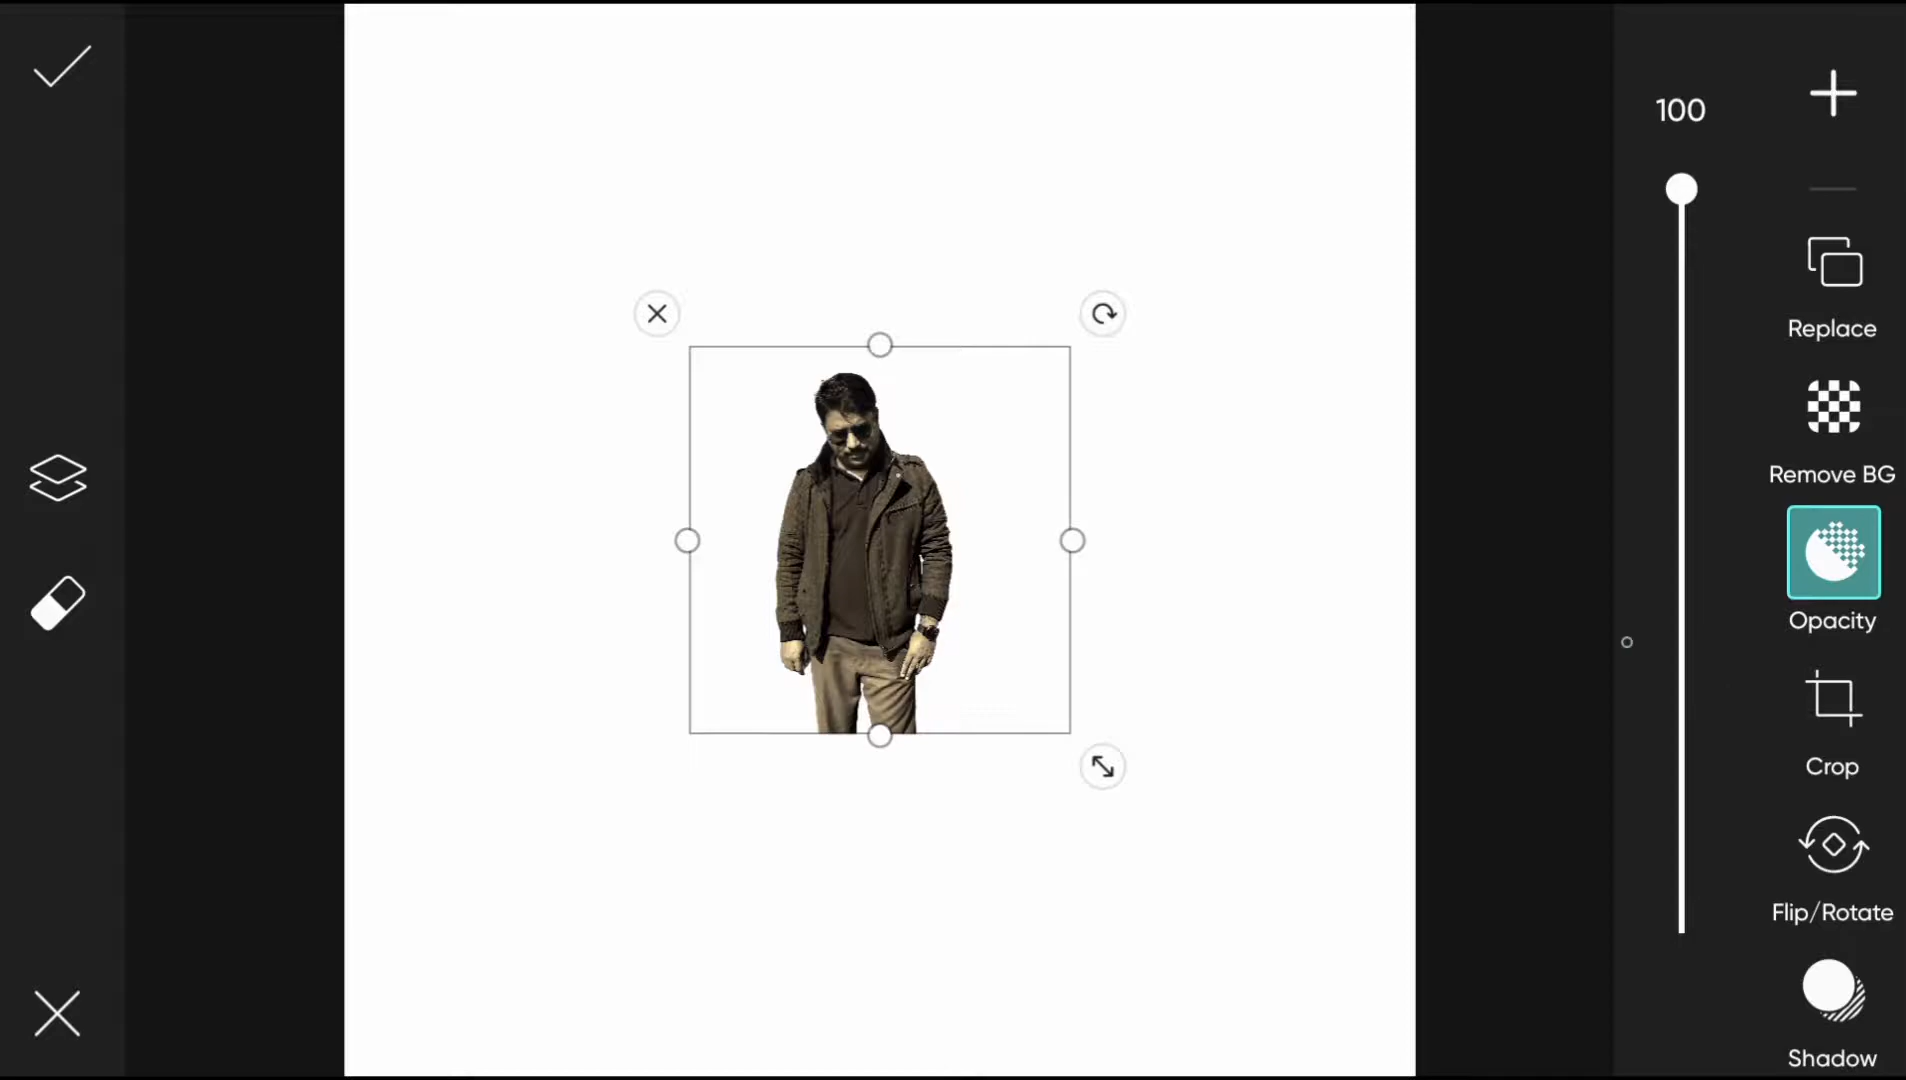 100
Replace
Remove BG
Opacity
Crop
Flip/Rotate
Shadow